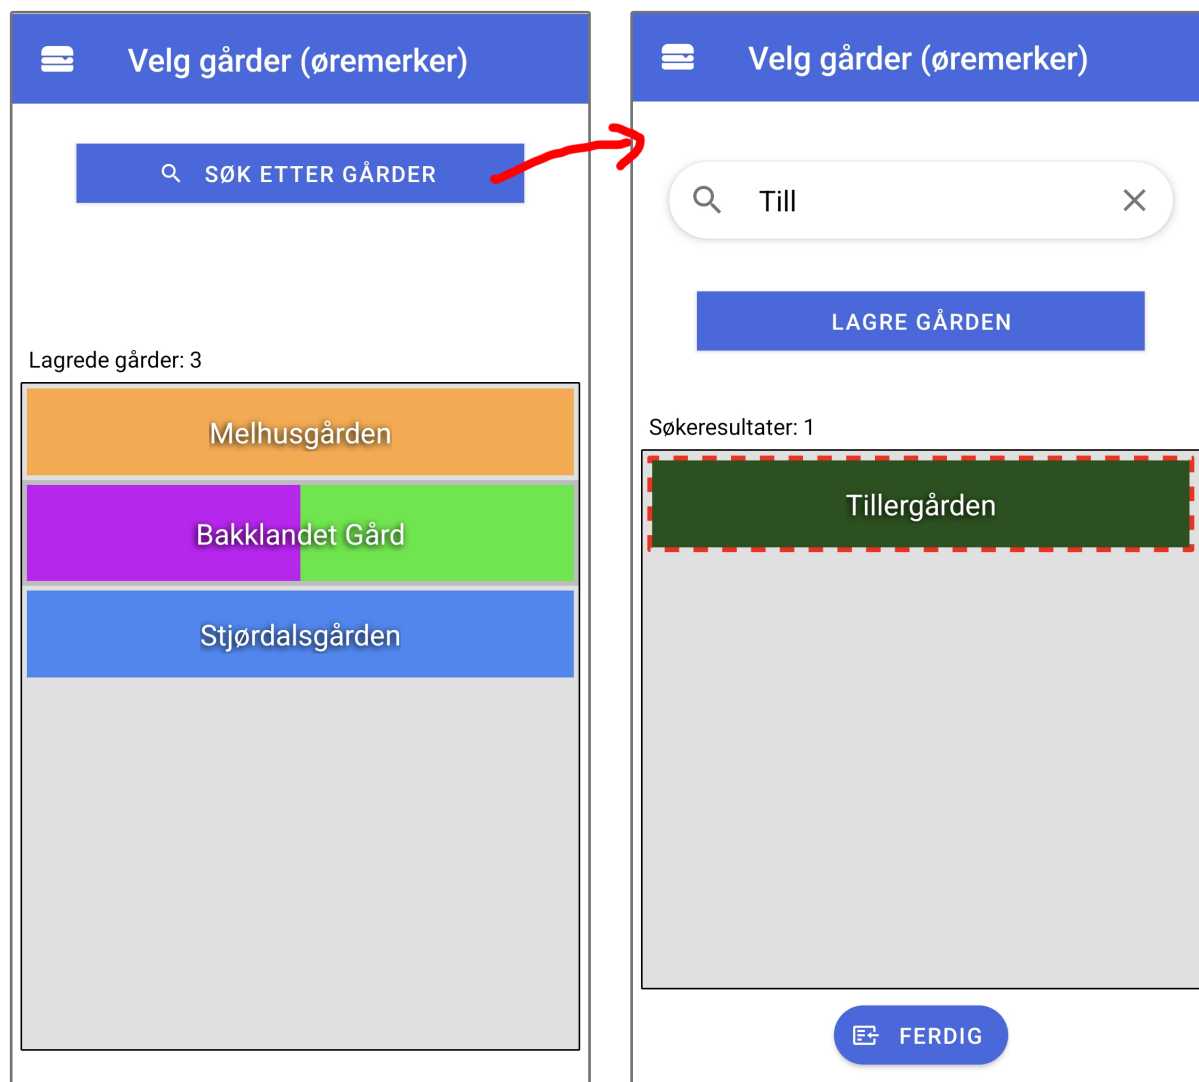 Velg gårder (øremerker)
SØK ETTER GÅRDER
Lagrede gårder: 3
Melhusgården
Bakklandet Gård
Stjørdalsgården
Velg gårder (øremerker)
Till
LAGRE GÅRDEN
Søkeresultater: 1
Tillergården
FERDIG